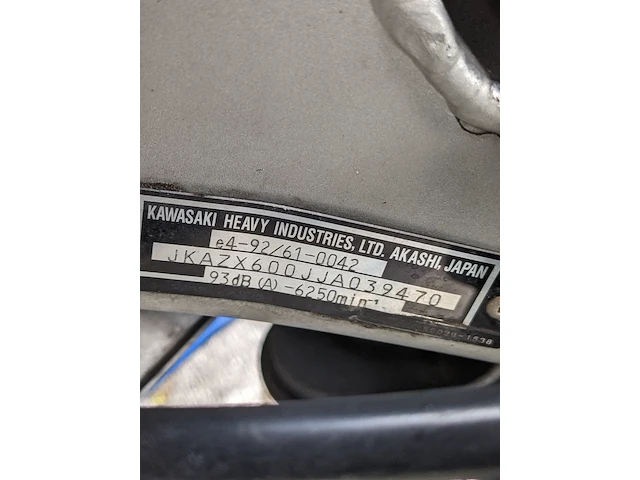 KAWASAKI HEAVY INDUSTRIES, LTD. AKASHI, JAPAN
e4-92/61-0042
JKAZX600JJA039470
93dB(A)-6250min⁻¹